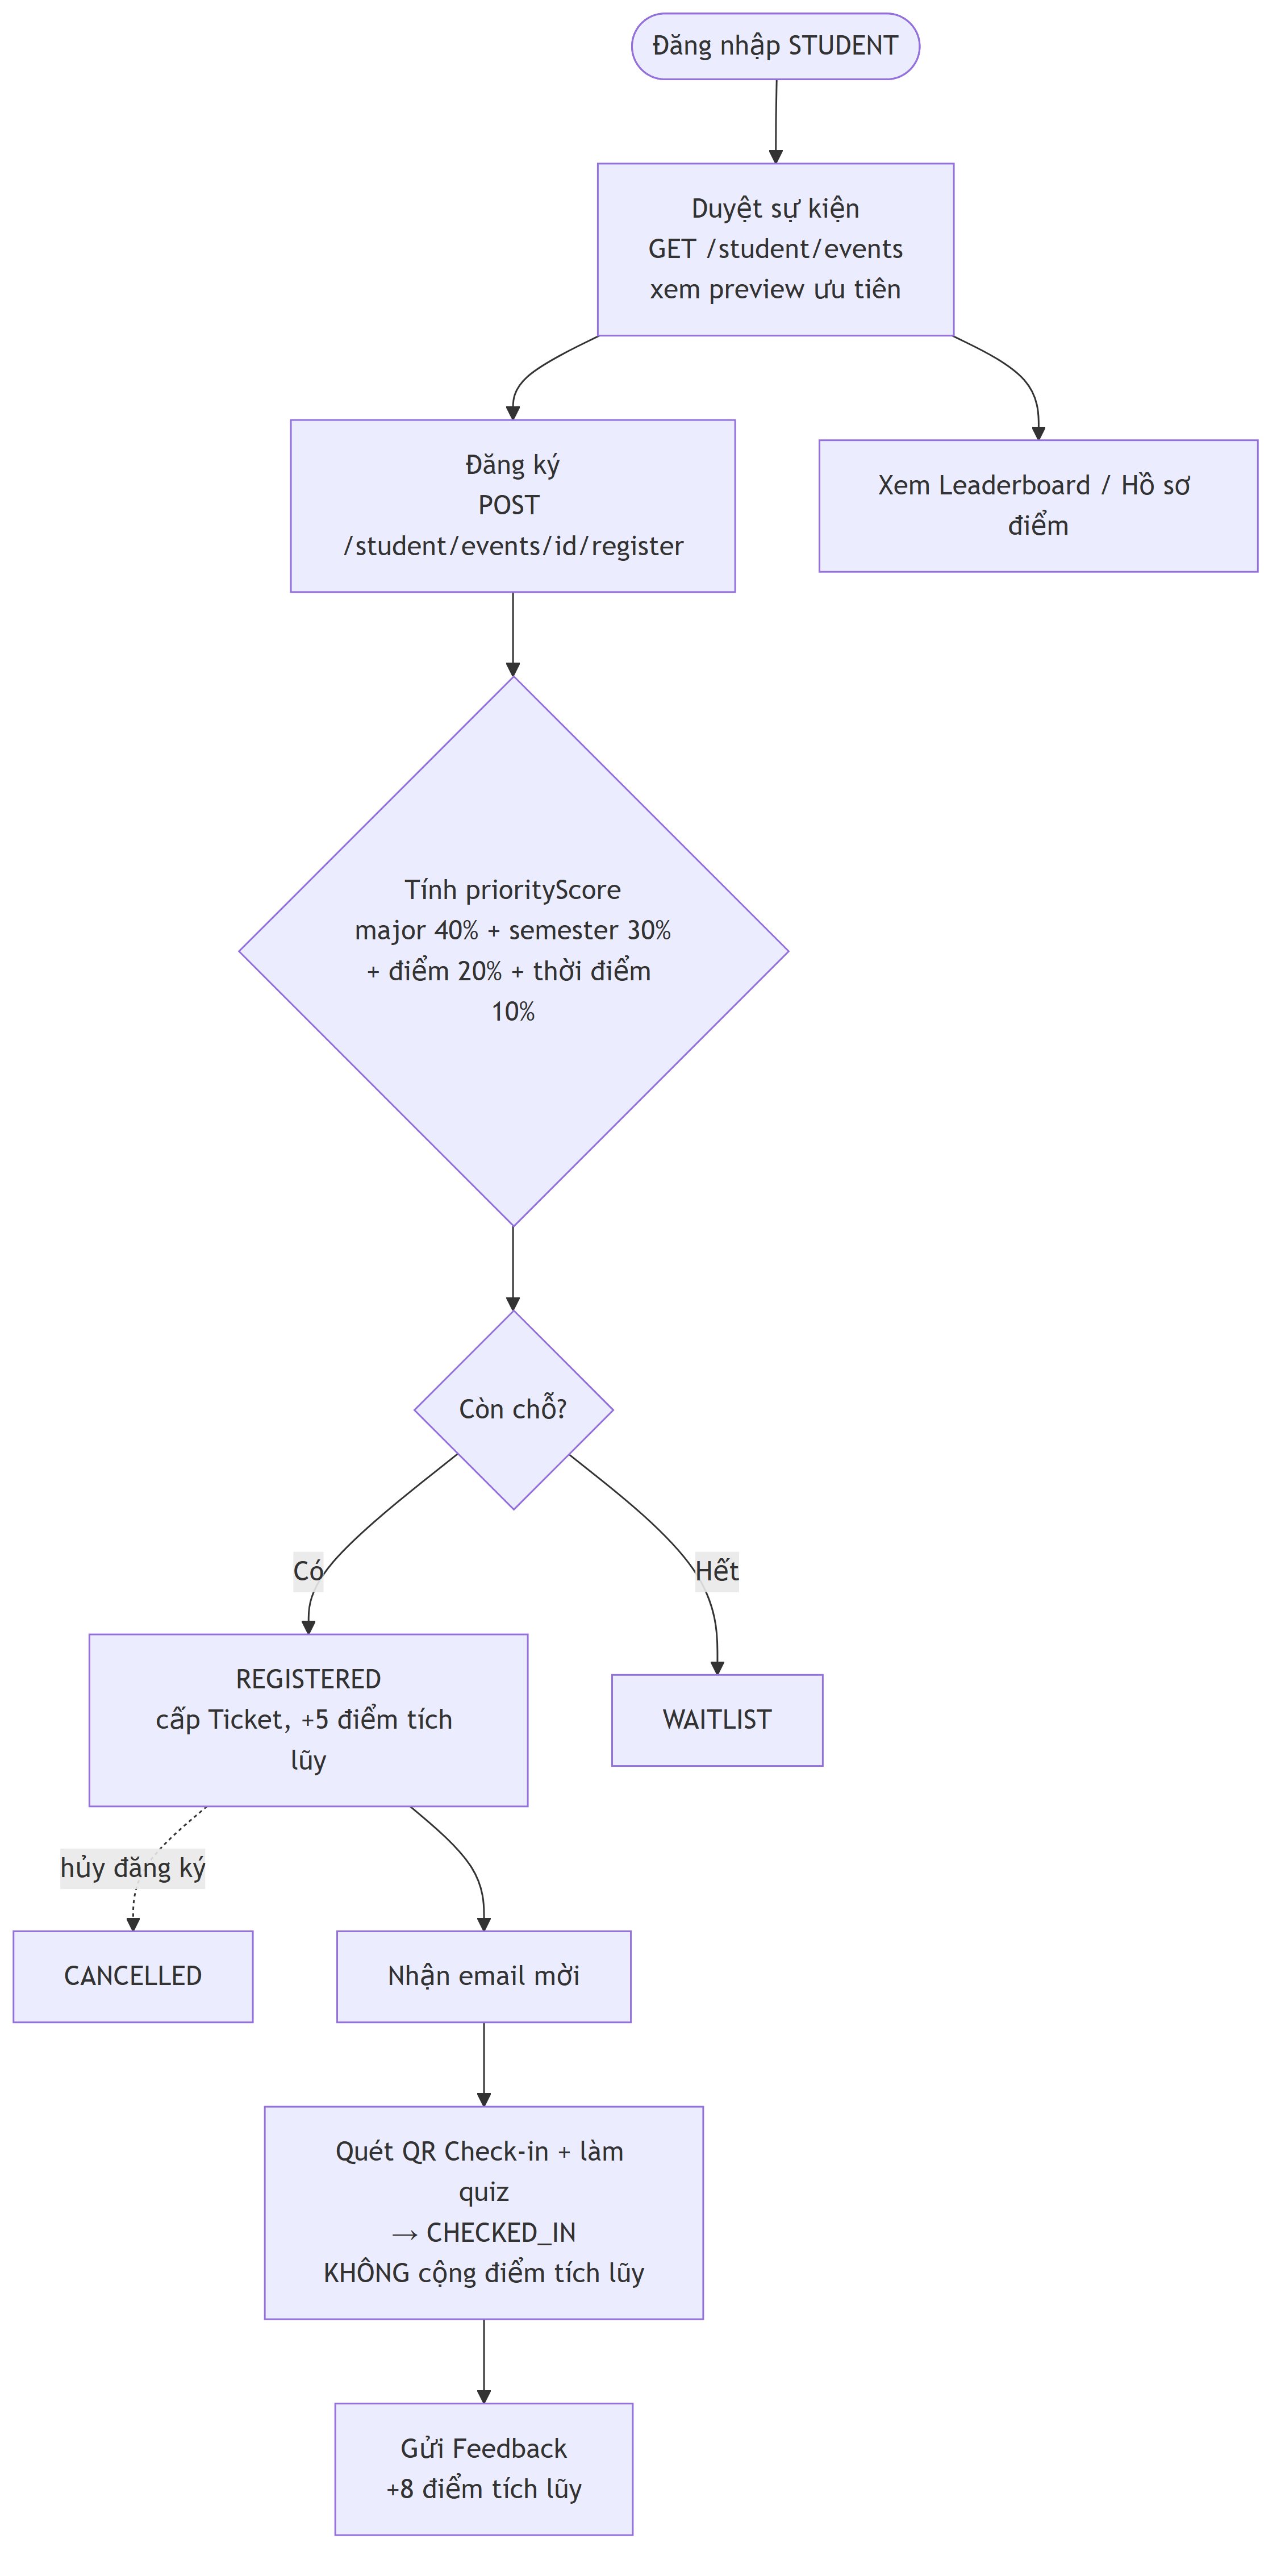 Đăng nhập STUDENT
Duyệt sự kiện
GET /student/events
xem preview ưu tiên
Đăng ký
POST
/student/events/id/register
Xem Leaderboard / Hồ sơ
điểm
Tính priorityScore
major 40% + semester 30%
+ điểm 20% + thời điểm
10%
Còn chỗ?
Có
Hết
REGISTERED
cấp Ticket, +5 điểm tích
lũy
WAITLIST
hủy đăng ký
CANCELLED
Nhận email mời
Quét QR Check-in + làm
quiz
→ CHECKED_IN
KHÔNG cộng điểm tích lũy
Gửi Feedback
+8 điểm tích lũy